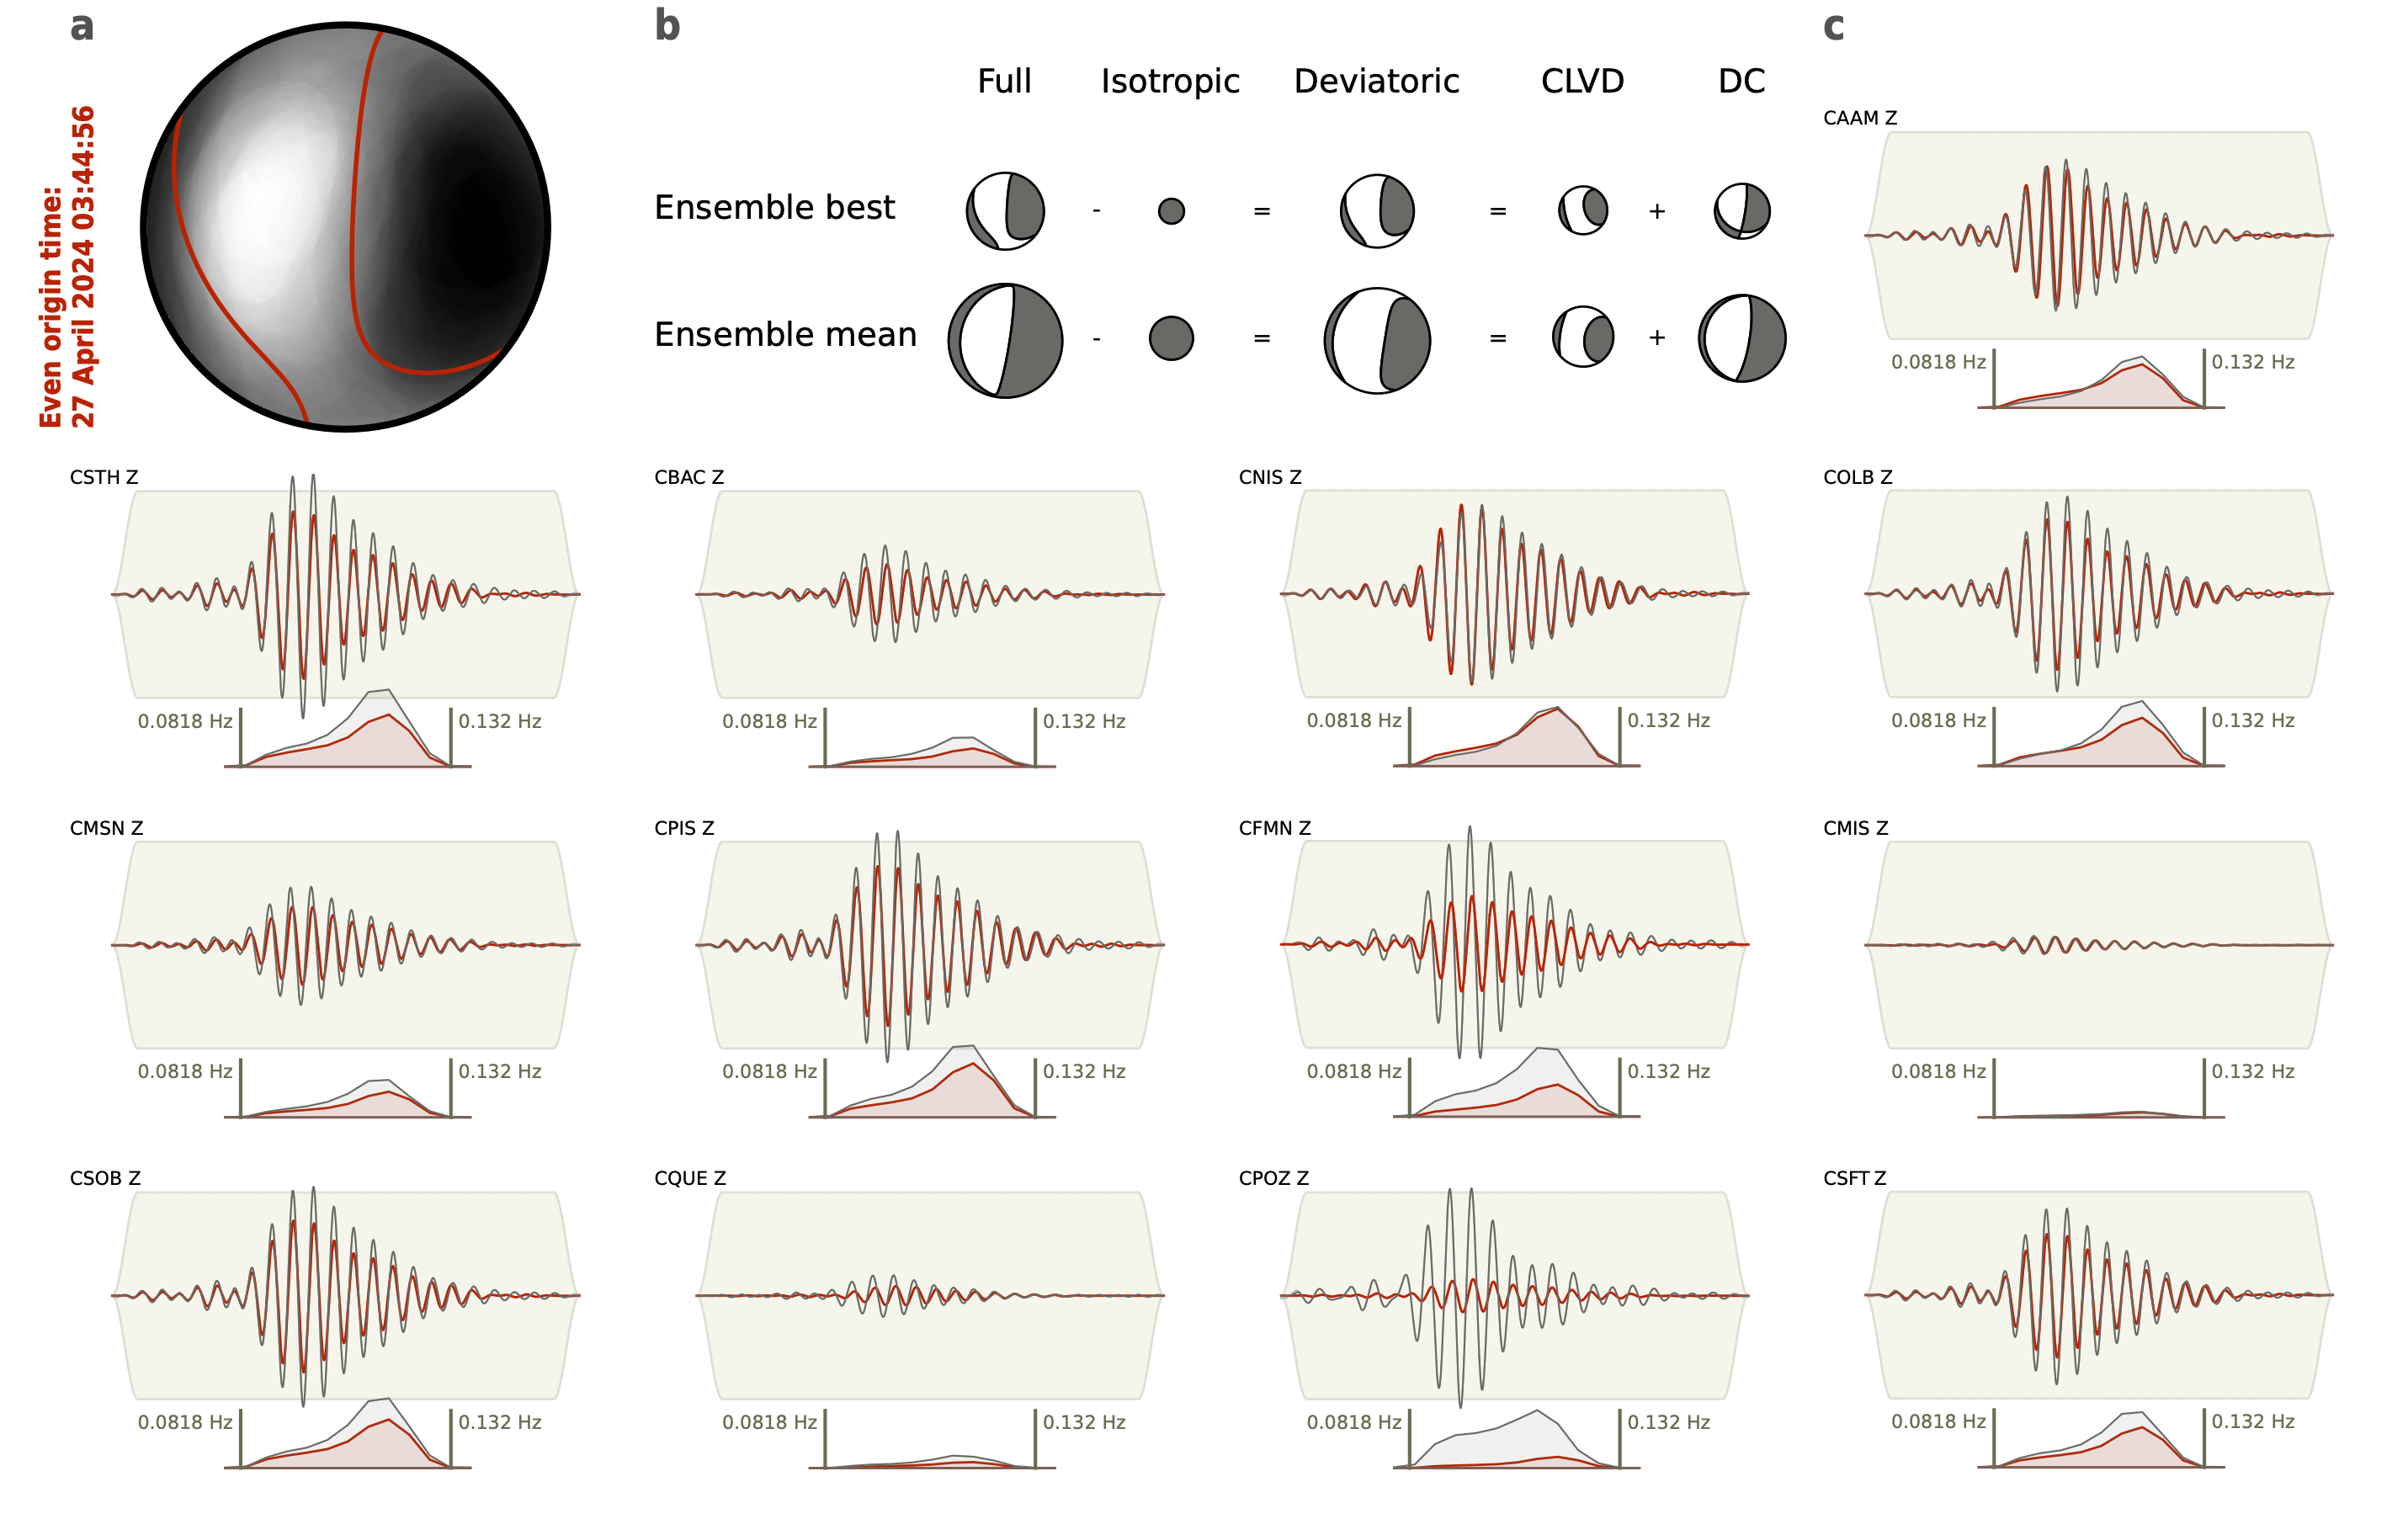 a
Even origin time:
27 April 2024 03:44:56
b
Full Isotropic Deviatoric CLVD DC
Ensemble best - = = +
Ensemble mean - = = +
c
CAAM Z
0.0818 Hz 0.132 Hz
CSTH Z
0.0818 Hz 0.132 Hz
CBAC Z
0.0818 Hz 0.132 Hz
CNIS Z
0.0818 Hz 0.132 Hz
COLB Z
0.0818 Hz 0.132 Hz
CMSN Z
0.0818 Hz 0.132 Hz
CPIS Z
0.0818 Hz 0.132 Hz
CFMN Z
0.0818 Hz 0.132 Hz
CMIS Z
0.0818 Hz 0.132 Hz
CSOB Z
0.0818 Hz 0.132 Hz
CQUE Z
0.0818 Hz 0.132 Hz
CPOZ Z
0.0818 Hz 0.132 Hz
CSFT Z
0.0818 Hz 0.132 Hz